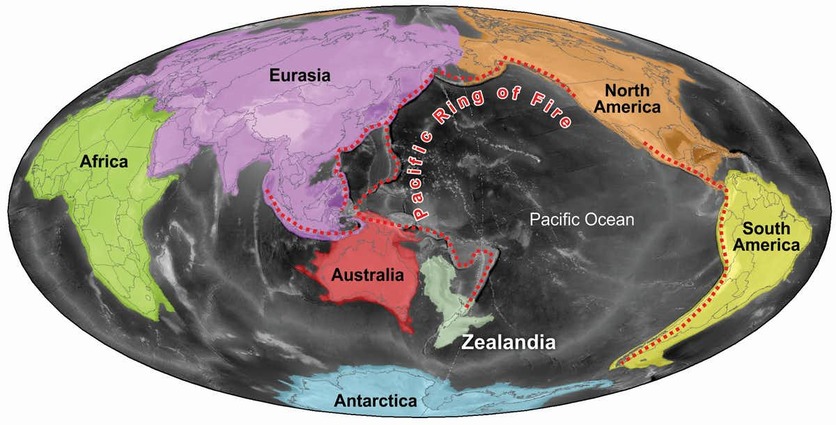 Eurasia
North
America
Pacific Ring of Fire
Africa
Pacific Ocean
South
America
Australia
Zealandia
Antarctica